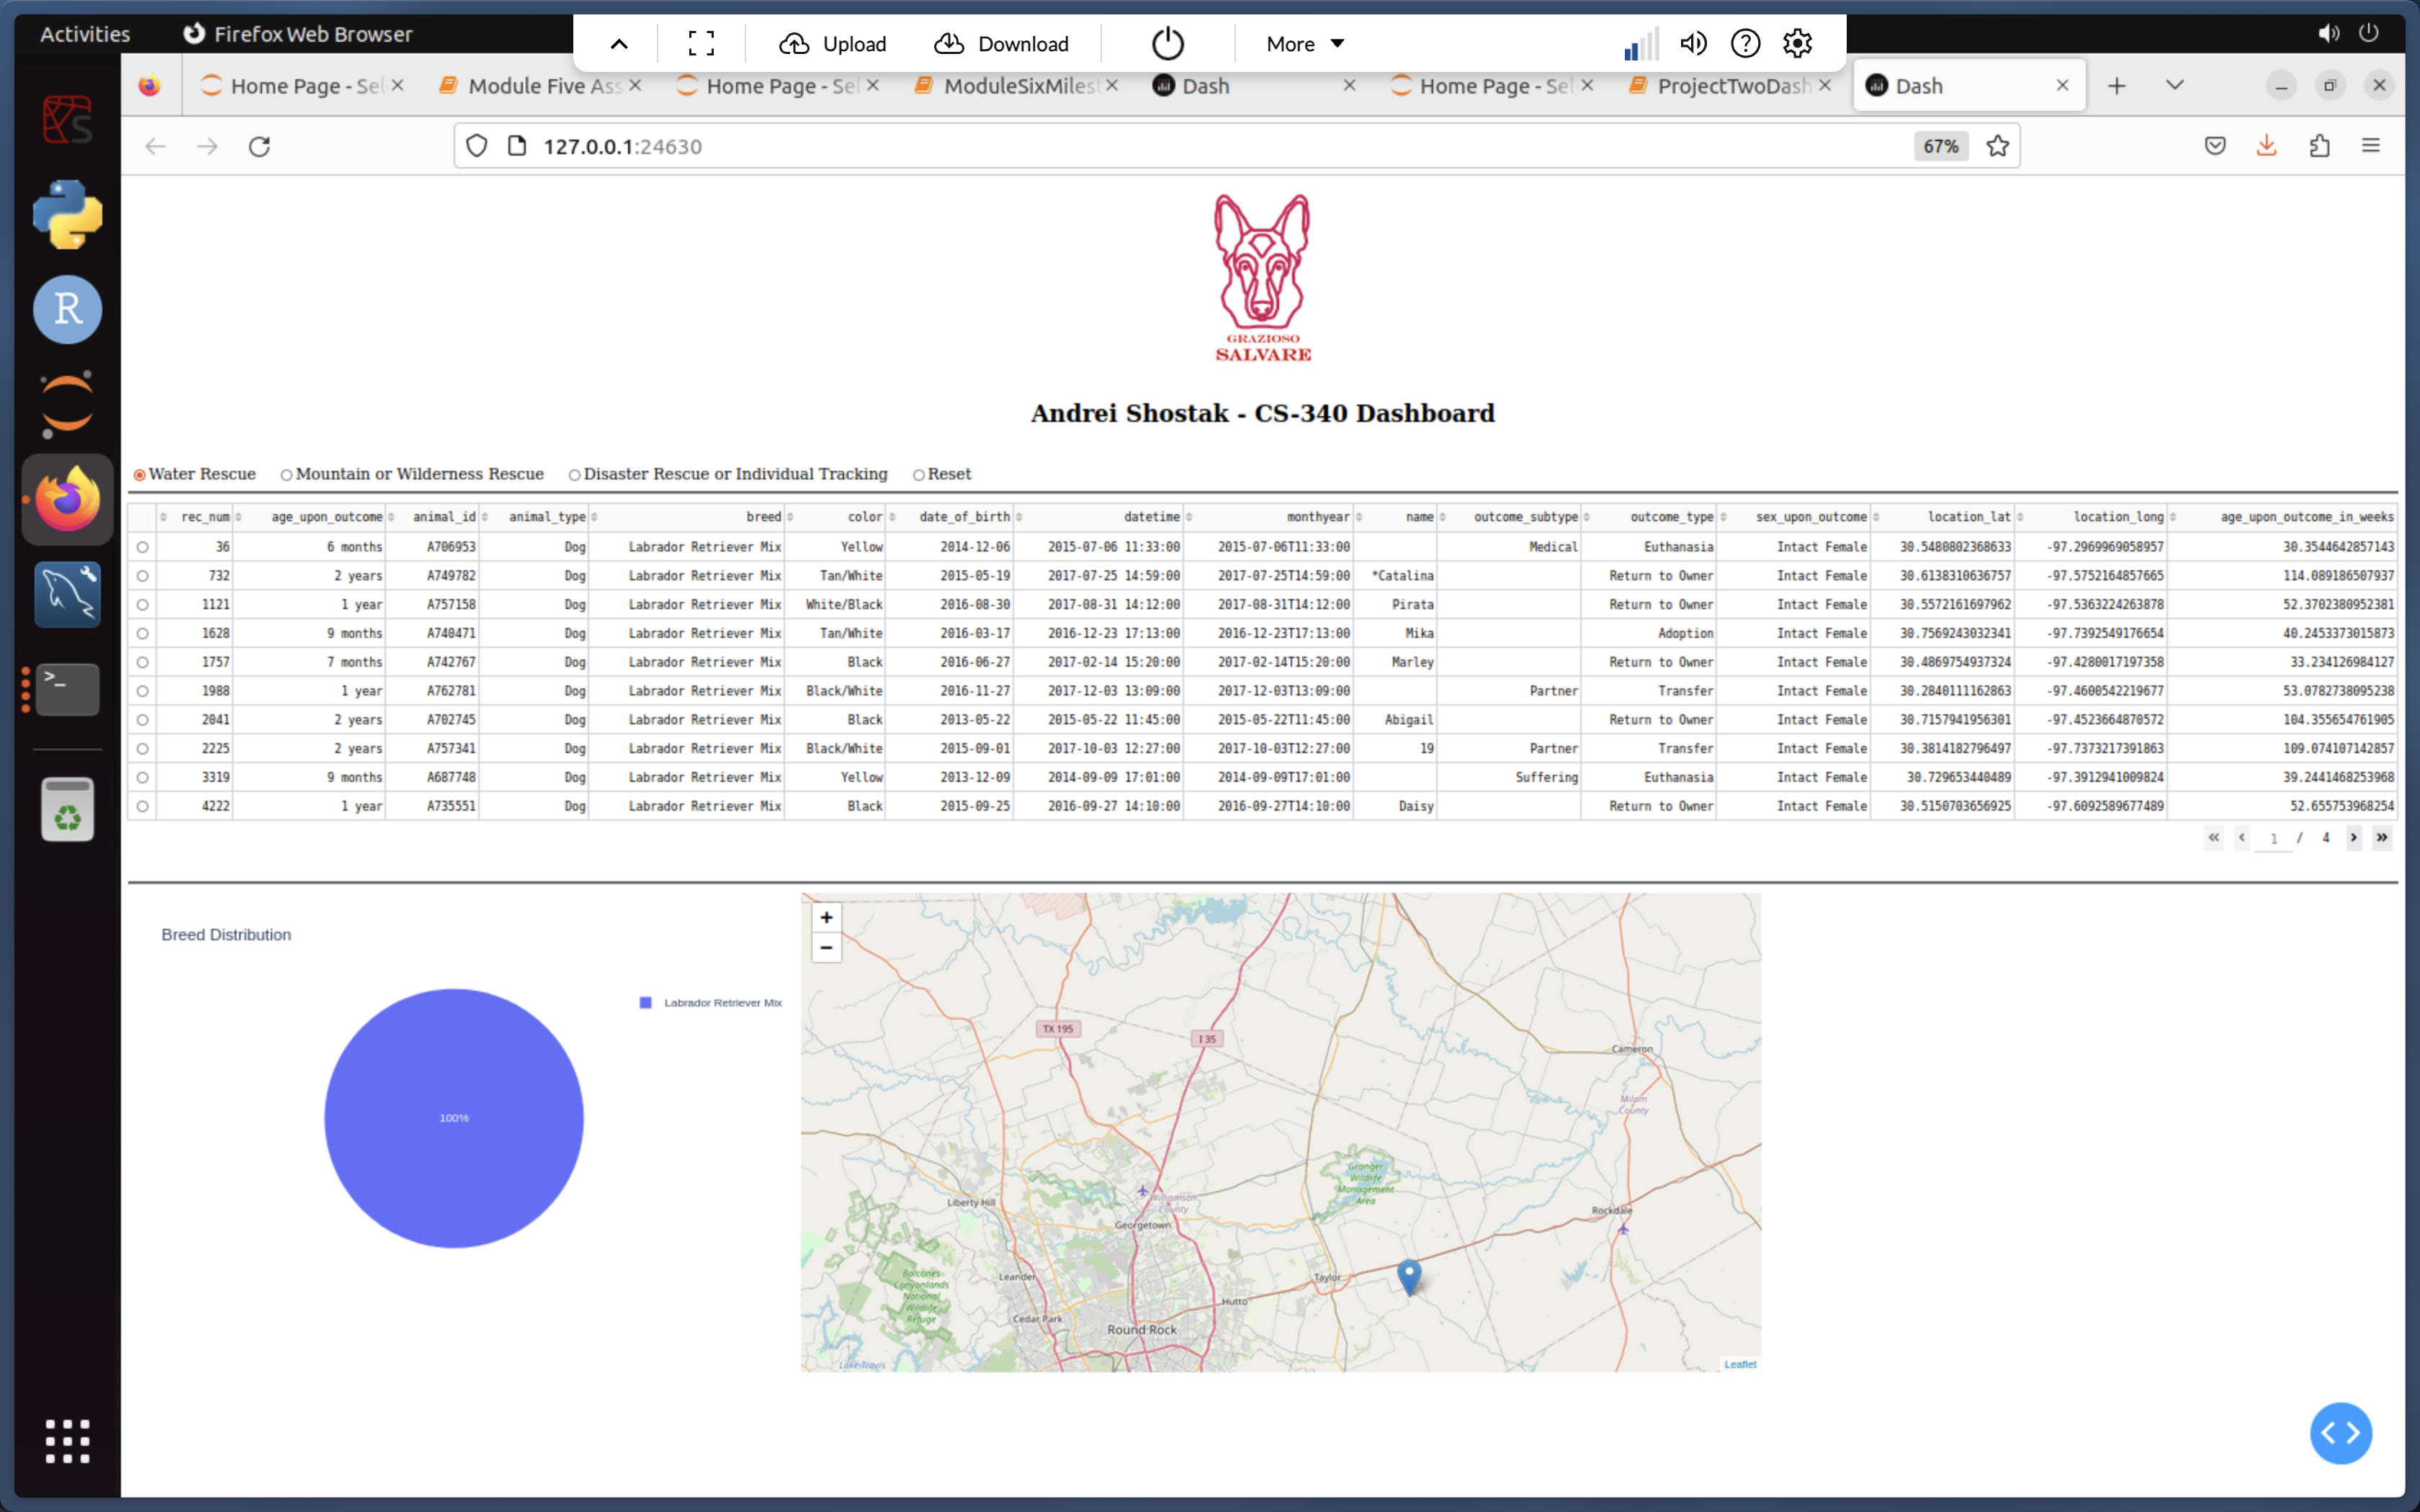 Activities Firefox Web Browser Upload Download More
Home Page - Sel Module Five Ass Home Page - Sel ModuleSixMilest Dash Home Page - Sel ProjectTwoDash Dash
127.0.0.1:24630 67%
GRAZIOSO
SALVARE
Andrei Shostak - CS-340 Dashboard
Water Rescue Mountain or Wilderness Rescue Disaster Rescue or Individual Tracking Reset
rec_num age_upon_outcome animal_id animal_type breed color date_of_birth datetime monthyear name outcome_subtype outcome_type sex_upon_outcome location_lat location_long age_upon_outcome_in_weeks
36 6 months A706953 Dog Labrador Retriever Mix Yellow 2014-12-06 2015-07-06 11:33:00 2015-07-06T11:33:00 Medical Euthanasia Intact Female 30.5480802368633 -97.2969969058957 30.3544642857143
732 2 years A749782 Dog Labrador Retriever Mix Tan/White 2015-05-19 2017-07-25 14:59:00 2017-07-25T14:59:00 *Catalina Return to Owner Intact Female 30.6138310636757 -97.5752164857665 114.089186507937
1121 1 year A757158 Dog Labrador Retriever Mix White/Black 2016-08-30 2017-08-31 14:12:00 2017-08-31T14:12:00 Pirata Return to Owner Intact Female 30.5572161697962 -97.5363224263878 52.3702380952381
1628 9 months A740471 Dog Labrador Retriever Mix Tan/White 2016-03-17 2016-12-23 17:13:00 2016-12-23T17:13:00 Mika Adoption Intact Female 30.7569243032341 -97.7392549176654 40.2453373015873
1757 7 months A742767 Dog Labrador Retriever Mix Black 2016-06-27 2017-02-14 15:20:00 2017-02-14T15:20:00 Marley Return to Owner Intact Female 30.4869754937324 -97.4280017197358 33.234126984127
1988 1 year A762781 Dog Labrador Retriever Mix Black/White 2016-11-27 2017-12-03 13:09:00 2017-12-03T13:09:00 Partner Transfer Intact Female 30.2840111162863 -97.4600542219677 53.0782738095238
2041 2 years A702745 Dog Labrador Retriever Mix Black 2013-05-22 2015-05-22 11:45:00 2015-05-22T11:45:00 Abigail Return to Owner Intact Female 30.7157941956301 -97.4523664870572 104.355654761905
2225 2 years A757341 Dog Labrador Retriever Mix Black/White 2015-09-01 2017-10-03 12:27:00 2017-10-03T12:27:00 19 Partner Transfer Intact Female 30.3814182796497 -97.7373217391863 109.074107142857
3319 9 months A687748 Dog Labrador Retriever Mix Yellow 2013-12-09 2014-09-09 17:01:00 2014-09-09T17:01:00 Suffering Euthanasia Intact Female 30.729653440489 -97.3912941009824 39.2441468253968
4222 1 year A735551 Dog Labrador Retriever Mix Black 2015-09-25 2016-09-27 14:10:00 2016-09-27T14:10:00 Daisy Return to Owner Intact Female 30.5150703656925 -97.6092589677489 52.655753968254
« ‹ 1 / 4 › »
Breed Distribution
Labrador Retriever Mix
100%
+
−
TX 195
I 35
Cameron
Milam
County
Granger
Wildlife
Management
Area
Liberty Hill
Williamson
County
Georgetown
Rockdale
Balcones
Canyonlands
National
Wildlife
Refuge
Leander
Taylor
Hutto
Cedar Park
Round Rock
Lake Travis
Leaflet